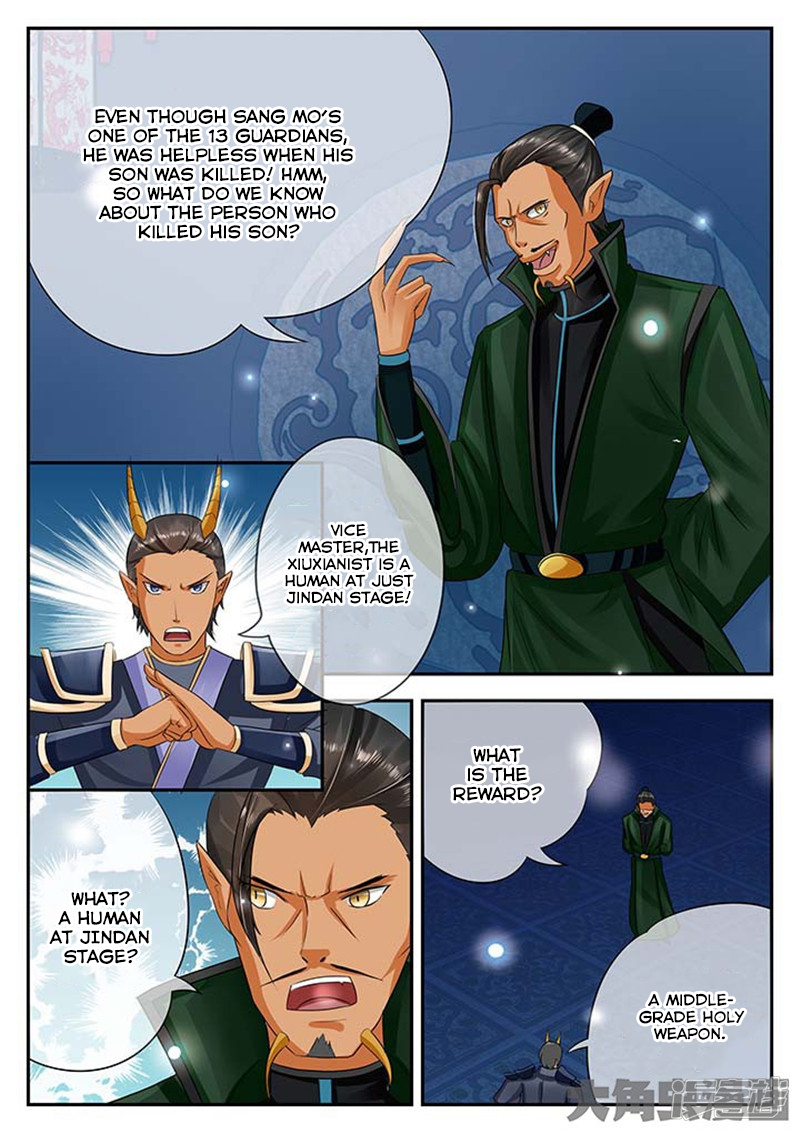 EVEN THOUGH SANG MO'S
ONE OF THE 13 GUARDIANS,
HE WAS HELPLESS WHEN HIS
SON WAS KILLED! HMM,
SO WHAT DO WE KNOW
ABOUT THE PERSON WHO
KILLED HIS SON?
VICE
MASTER,THE
XIUXIANIST IS A
HUMAN AT JUST
JINDAN STAGE!
WHAT?
A HUMAN
AT JINDAN
STAGE?
WHAT
IS THE
REWARD?
A MIDDLE-
GRADE HOLY
WEAPON.